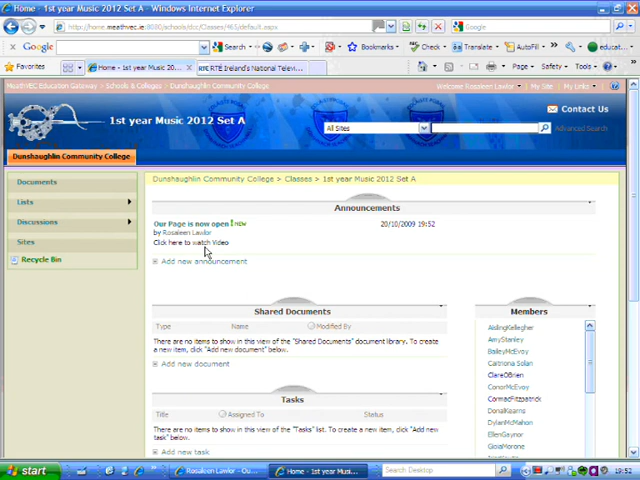 Home - 1st year Music 2012 Set A - Windows Internet Explorer
http://home.meathvec.ie:8080/schools/dcc/Classes/465/default.aspx
Google
Google
Search
Bookmarks
Check
Translate
AutoFill
educat...
Favorites
Home - 1st year Music 2012 ...
RTÉ Ireland's National Telev...
Page
Safety
Tools
MeathVEC Education Gateway > Schools & Colleges > Dunshaughlin Community College
Welcome Rosaleen Lawlor
My Site
My Links
1st year Music 2012 Set A
Contact Us
All Sites
Advanced Search
Dunshaughlin Community College
Documents
Lists
Discussions
Sites
Recycle Bin
Dunshaughlin Community College > Classes > 1st year Music 2012 Set A
Announcements
Our Page is now open ! NEW
20/10/2009 19:52
by Rosaleen Lawlor
Click here to watch Video
Add new announcement
Shared Documents
Type Name Modified By
There are no items to show in this view of the "Shared Documents" document library. To create
a new item, click "Add new document" below.
Add new document
Tasks
Title Assigned To Status
There are no items to show in this view of the "Tasks" list. To create a new item, click "Add new
task" below.
Add new task
Members
AislingKellegher
AmyStanley
BaileyMcEvoy
Caitriona Solan
ClareOBrien
ConorMcEvoy
CormacFitzpatrick
DonalKearns
DylanMcMahon
EllenGaynor
GioiaMorone
start
Rosaleen Lawlor - Ou...
Home - 1st year Musi...
Search Desktop
19:52